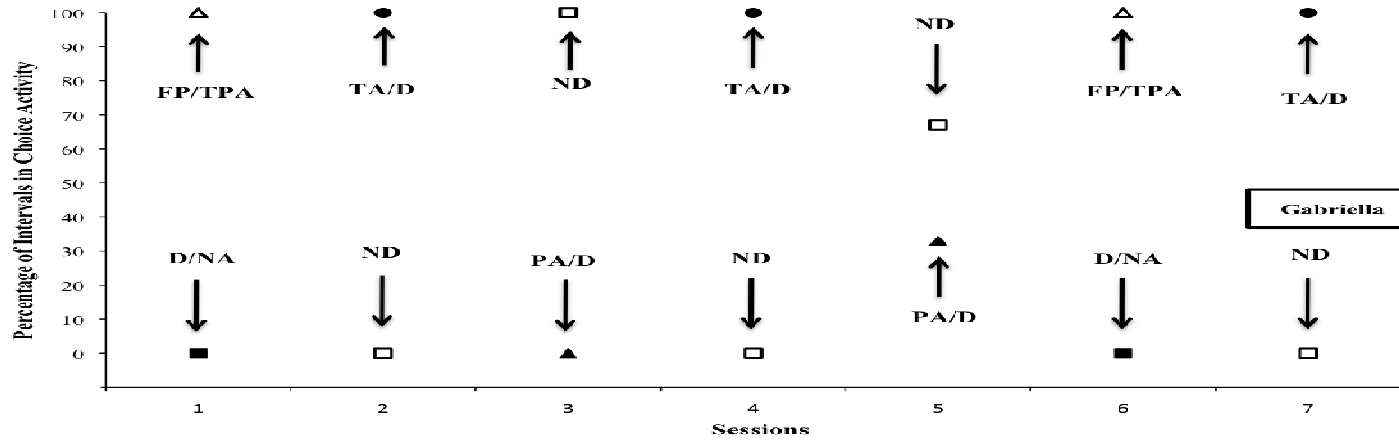 Percentage of Intervals in Choice Activity
100
90
80
70
60
50
40
30
20
10
0
FP/TPA
TA/D
ND
TA/D
ND
FP/TPA
TA/D
Gabriella
D/NA
ND
PA/D
ND
PA/D
D/NA
ND
1 2 3 4 5 6 7
Sessions